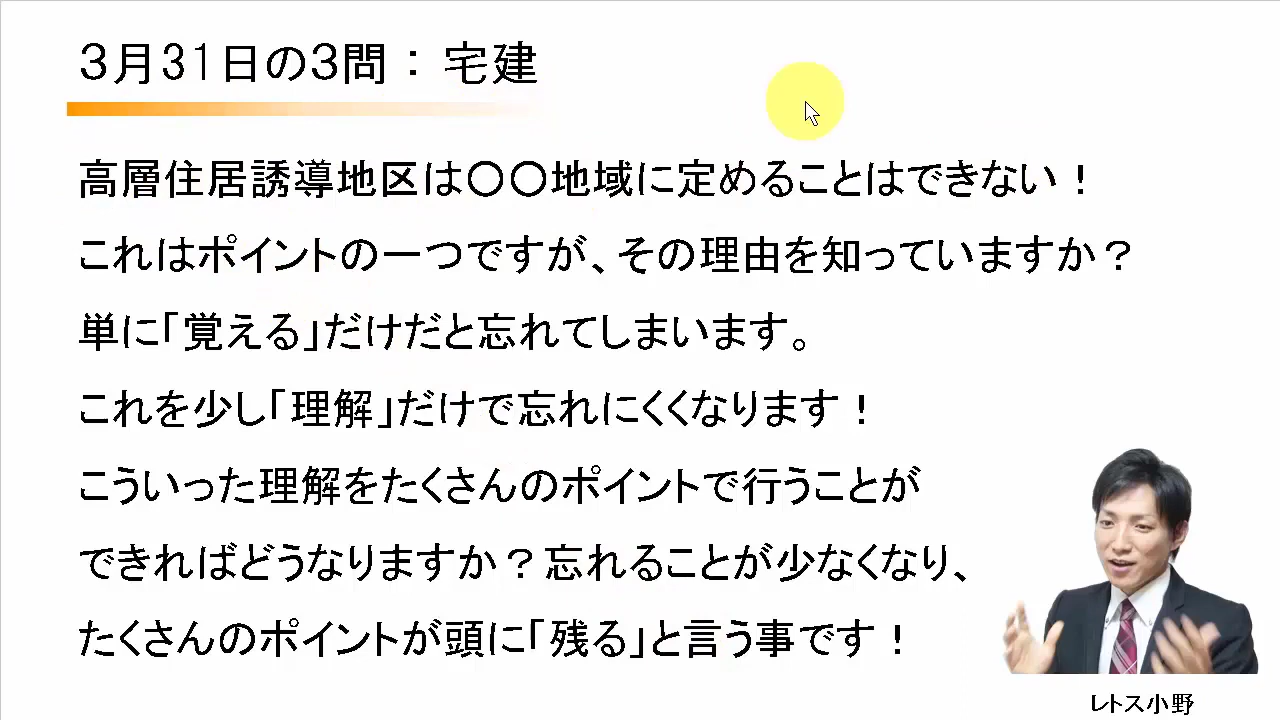 ３月31日の３問：宅建
高層住居誘導地区は〇〇地域に定めることはできない！
これはポイントの一つですが、その理由を知っていますか？
単に「覚える」だけだと忘れてしまいます。
これを少し「理解」だけで忘れにくくなります！
こういった理解をたくさんのポイントで行うことが
できればどうなりますか？忘れることが少なくなり、
たくさんのポイントが頭に「残る」と言う事です！
レトス小野